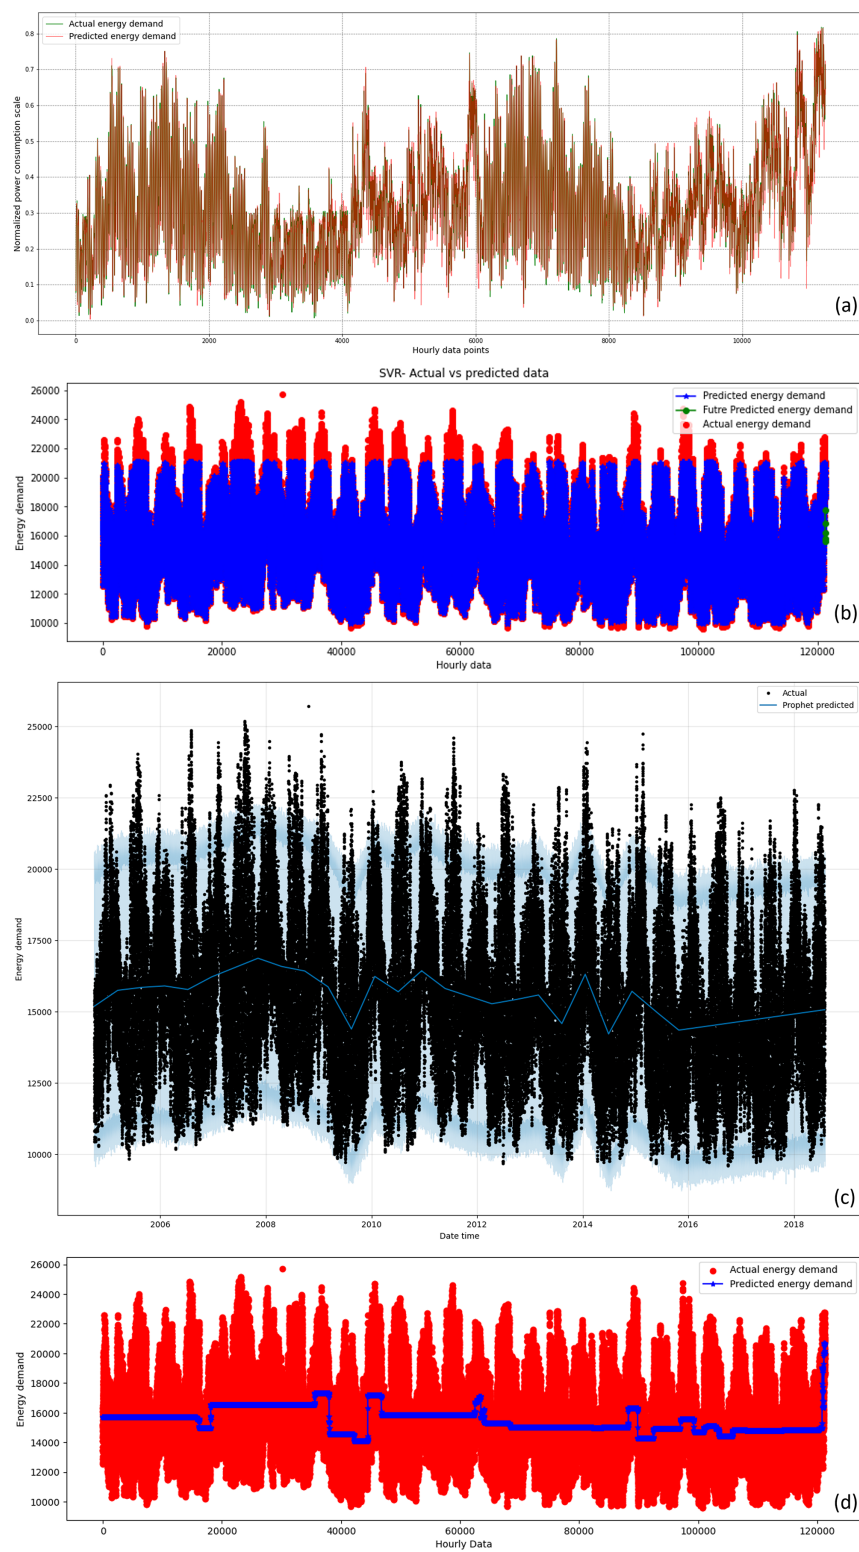 Actual energy demand
Predicted energy demand
0.8
0.7
0.6
0.5
0.4
0.3
0.2
0.1
0.0
Normalized power consumption scale
0
2000
4000
6000
8000
10000
Hourly data points
(a)
SVR- Actual vs predicted data
Predicted energy demand
Futre Predicted energy demand
Actual energy demand
26000
24000
22000
20000
18000
16000
14000
12000
10000
Energy demand
0
20000
40000
60000
80000
100000
120000
Hourly data
(b)
Actual
Prophet predicted
25000
22500
20000
17500
15000
12500
10000
Energy demand
2006
2008
2010
2012
2014
2016
2018
Date time
(c)
Actual energy demand
Predicted energy demand
26000
24000
22000
20000
18000
16000
14000
12000
10000
Energy demand
0
20000
40000
60000
80000
100000
120000
Hourly Data
(d)